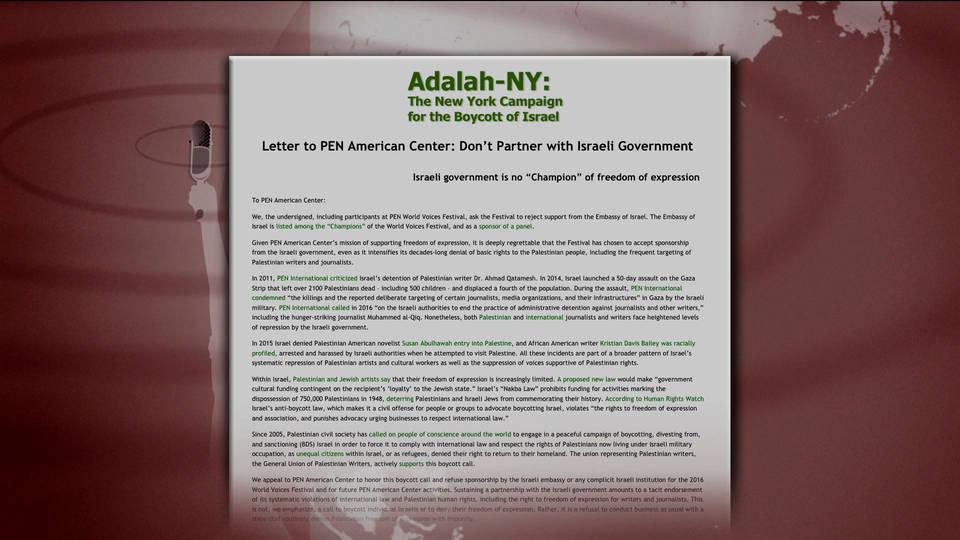 Adalah-NY:
The New York Campaign
for the Boycott of Israel
Letter to PEN American Center: Don't Partner with Israeli Government
Israeli government is no “Champion” of freedom of expression
To PEN American Center:
We, the undersigned, including participants at PEN World Voices Festival, ask the Festival to reject support from the Embassy of Israel. The Embassy of
Israel is listed among the “Champions” of the World Voices Festival, and as a sponsor of a panel.
Given PEN American Center's mission of supporting freedom of expression, it is deeply regrettable that the Festival has chosen to accept sponsorship
from the Israeli government, even as it intensifies its decades-long denial of basic rights to the Palestinian people, including the frequent targeting of
Palestinian writers and journalists.
In 2011, PEN International criticized Israel's detention of Palestinian writer Dr. Ahmad Qatamesh. In 2014, Israel launched a 50-day assault on the Gaza
Strip that left over 2100 Palestinians dead - including 500 children - and displaced a fourth of the population. During the assault, PEN International
condemned “the killings and the reported deliberate targeting of certain journalists, media organizations, and their infrastructures” in Gaza by the Israeli
military. PEN International called in 2016 “on the Israeli authorities to end the practice of administrative detention against journalists and other writers,”
including the hunger-striking journalist Muhammed al-Qiq. Nonetheless, both Palestinian and international journalists and writers face heightened levels
of repression by the Israeli government.
In 2015 Israel denied Palestinian American novelist Susan Abulhawah entry into Palestine, and African American writer Kristian Davis Bailey was racially
profiled, arrested and harassed by Israeli authorities when he attempted to visit Palestine. All these incidents are part of a broader pattern of Israel's
systematic repression of Palestinian artists and cultural workers as well as the suppression of voices supportive of Palestinian rights.
Within Israel, Palestinian and Jewish artists say that their freedom of expression is increasingly limited. A proposed new law would make “government
cultural funding contingent on the recipient's ‘loyalty’ to the Jewish state.” Israel's “Nakba Law” prohibits funding for activities marking the
dispossession of 750,000 Palestinians in 1948, deterring Palestinians and Israeli Jews from commemorating their history. According to Human Rights Watch
Israel's anti-boycott law, which makes it a civil offense for people or groups to advocate boycotting Israel, violates “the rights to freedom of expression
and association, and punishes advocacy urging businesses to respect international law.”
Since 2005, Palestinian civil society has called on people of conscience around the world to engage in a peaceful campaign of boycotting, divesting from,
and sanctioning (BDS) Israel in order to force it to comply with international law and respect the rights of Palestinians now living under Israeli military
occupation, as unequal citizens within Israel, or as refugees, denied their right to return to their homeland. The union representing Palestinian writers,
the General Union of Palestinian Writers, actively supports this boycott call.
We appeal to PEN American Center to honor this boycott call and refuse sponsorship by the Israeli embassy or any complicit Israeli institution for the 2016
World Voices Festival and for future PEN American Center activities. Sustaining a partnership with the Israeli government amounts to a tacit endorsement
of its systematic violations of international law and Palestinian human rights, including the right to freedom of expression for writers and journalists. This
is not, we emphasize, a call to boycott individual Israelis or to deny their freedom of expression. Rather, it is a refusal to conduct business as usual with a
state that routinely denies Palestinian freedom of expression with impunity.